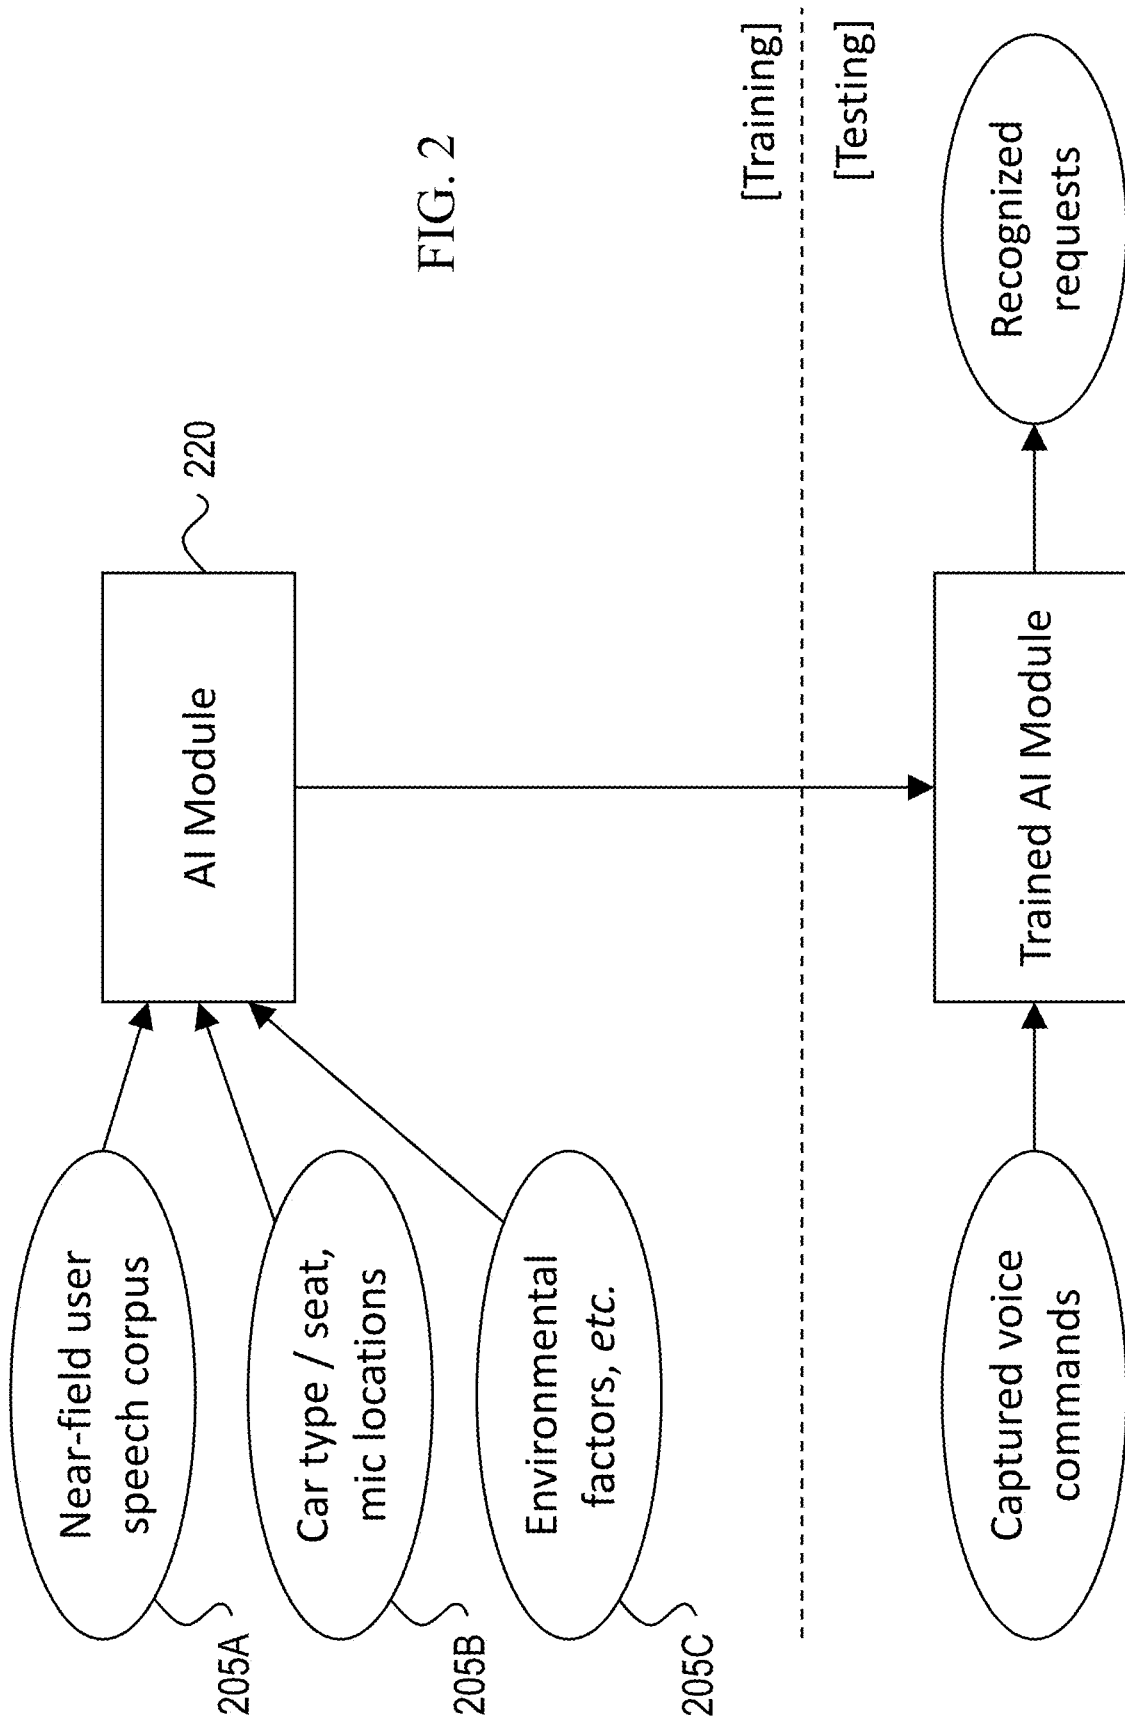 Near-field user
speech corpus
205A
Car type / seat,
mic locations
205B
Environmental
factors, etc.
205C
AI Module
220
FIG. 2
[Training]
[Testing]
Captured voice
commands
Trained AI Module
Recognized
requests